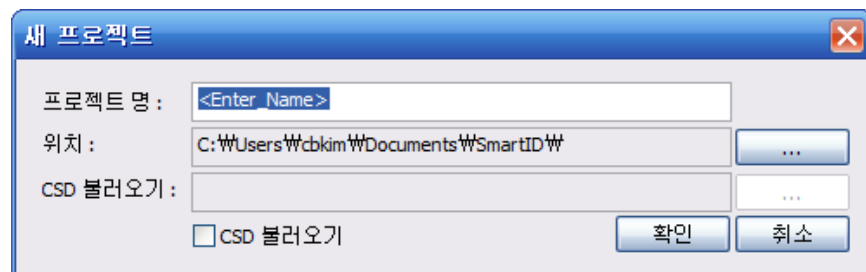 새 프로젝트
프로젝트 명 : <Enter_Name>
위치 : C:₩Users₩cbkim₩Documents₩SmartID₩ ...
CSD 불러오기 : ...
CSD 불러오기 확인 취소